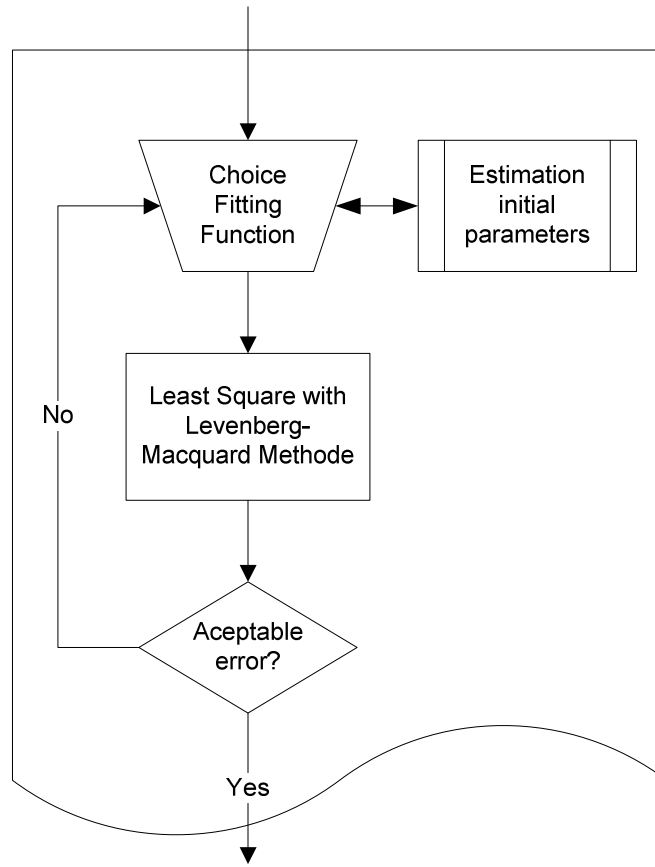 Choice
Fitting
Function
Estimation
initial
parameters
Least Square with
Levenberg-
Macquard Methode
No
Aceptable
error?
Yes